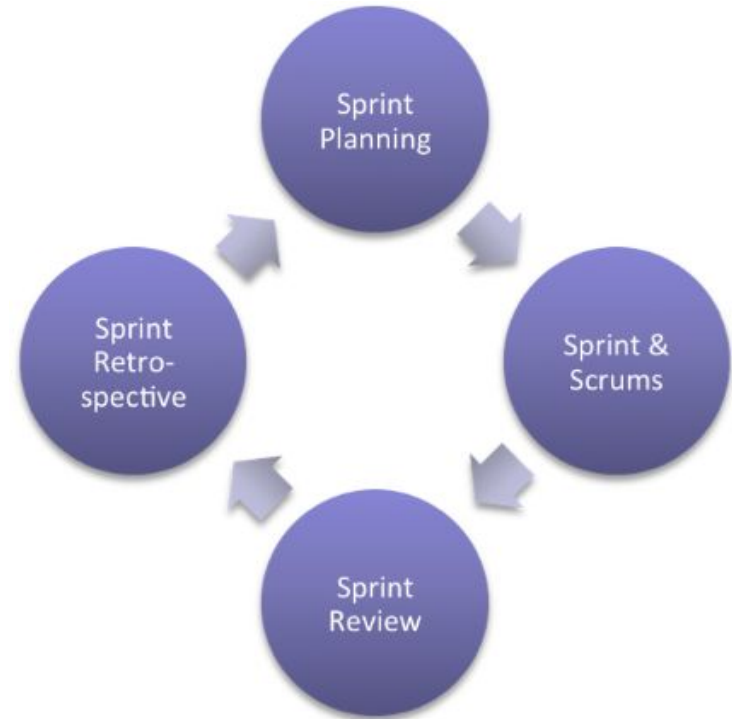 Sprint
Planning
Sprint &
Scrums
Sprint
Review
Sprint
Retro-
spective